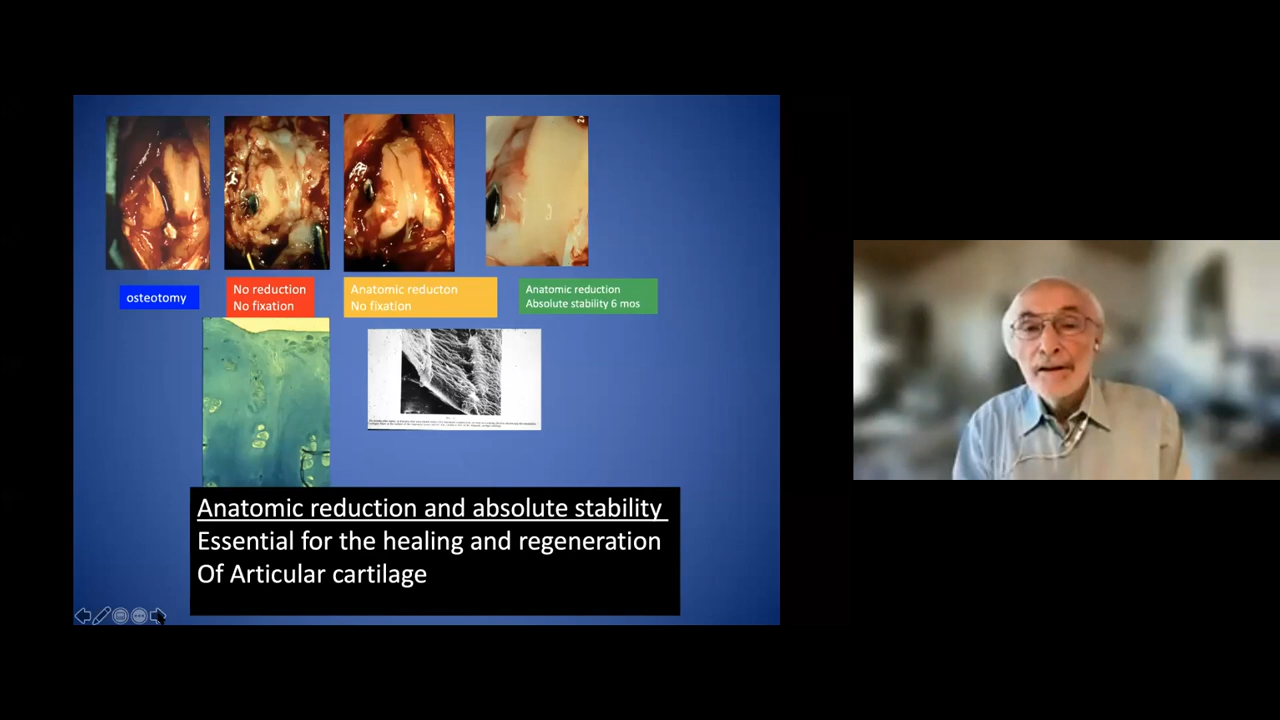 osteotomy
No reduction
No fixation
Anatomic reducton
No fixation
Anatomic reduction
Absolute stability 6 mos
Anatomic reduction and absolute stability
Essential for the healing and regeneration
Of Articular cartilage